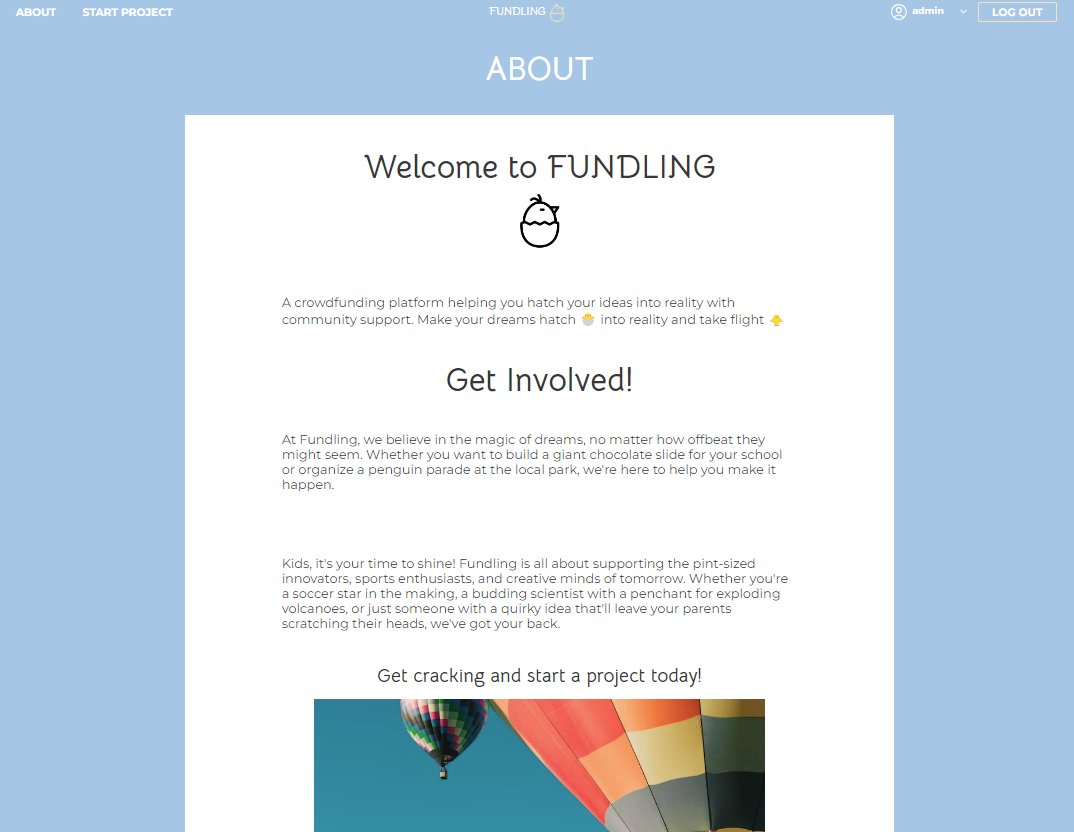 ABOUT START PROJECT FUNDLING admin LOG OUT
ABOUT
Welcome to FUNDLING
A crowdfunding platform helping you hatch your ideas into reality with
community support. Make your dreams hatch 🐣 into reality and take flight 🐥
Get Involved!
At Fundling, we believe in the magic of dreams, no matter how offbeat they
might seem. Whether you want to build a giant chocolate slide for your school
or organize a penguin parade at the local park, we're here to help you make it
happen.
Kids, it's your time to shine! Fundling is all about supporting the pint-sized
innovators, sports enthusiasts, and creative minds of tomorrow. Whether you're
a soccer star in the making, a budding scientist with a penchant for exploding
volcanoes, or just someone with a quirky idea that'll leave your parents
scratching their heads, we've got your back.
Get cracking and start a project today!